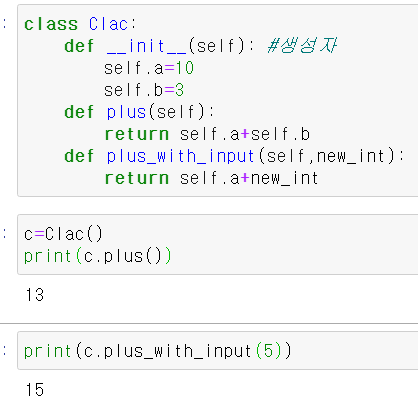 class Clac:
    def __init__(self): #생성자
        self.a=10
        self.b=3
    def plus(self):
        return self.a+self.b
    def plus_with_input(self,new_int):
        return self.a+new_int
c=Clac()
print(c.plus())
13
print(c.plus_with_input(5))
15